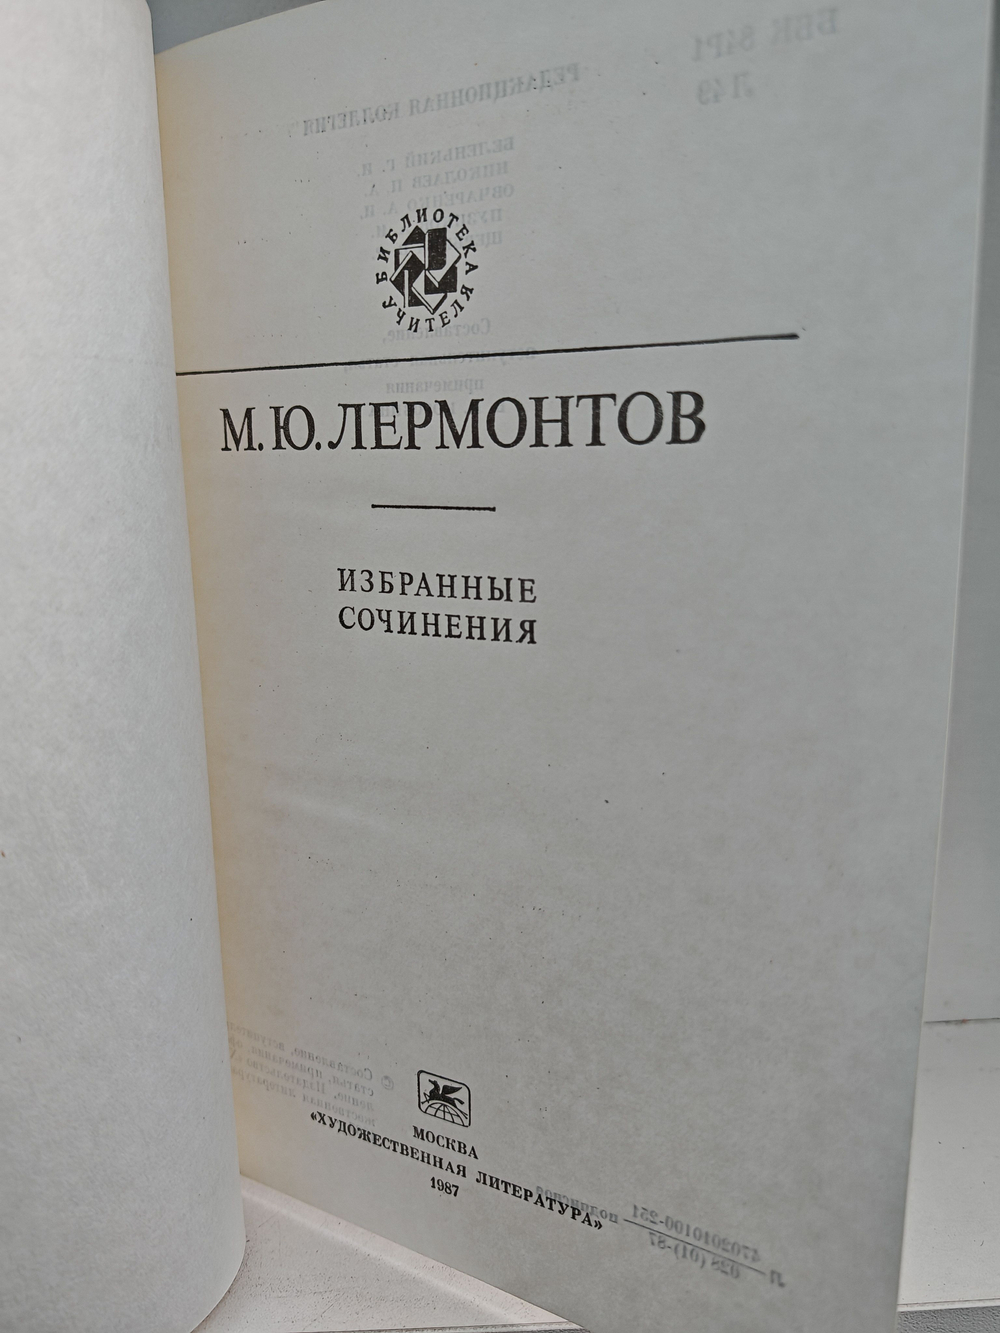 БИБЛИОТЕКА УЧИТЕЛЯ
М. Ю. ЛЕРМОНТОВ
ИЗБРАННЫЕ
СОЧИНЕНИЯ
МОСКВА
«ХУДОЖЕСТВЕННАЯ ЛИТЕРАТУРА»
1987